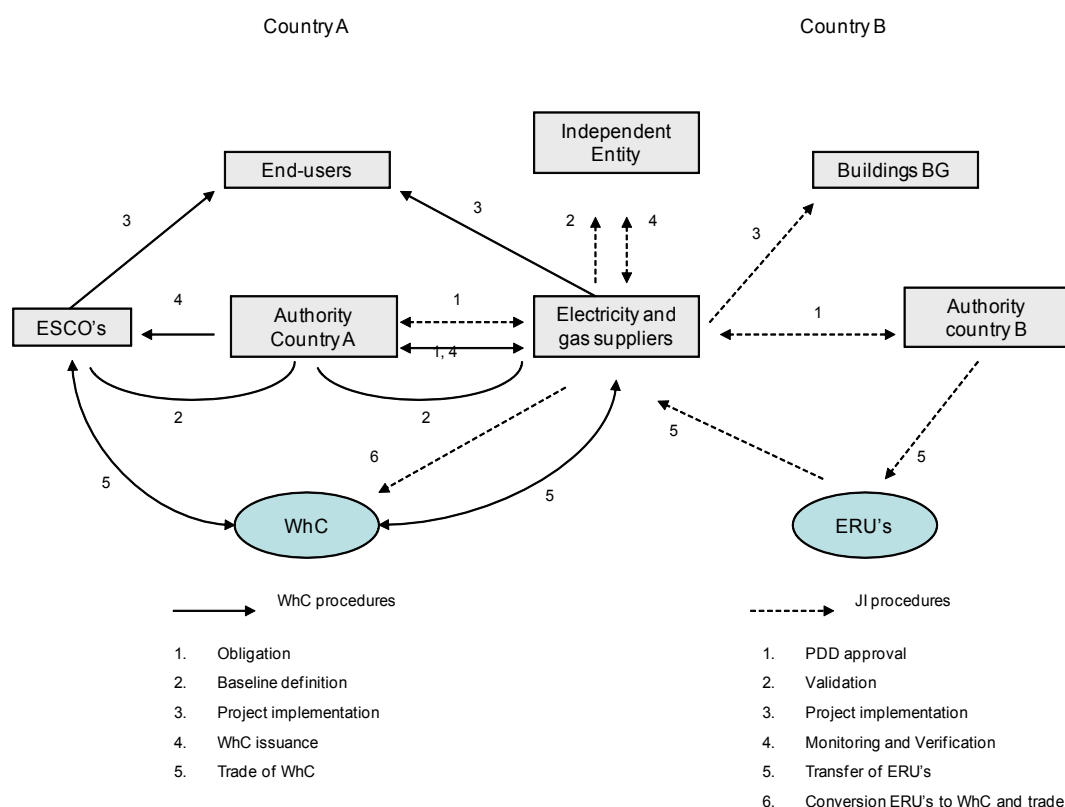 Country A
Country B
Independent
Entity
End-users
Buildings BG
3
3
2
4
3
4
1
1
ESCO's
Authority
Country A
Electricity and
gas suppliers
Authority
country B
1, 4
2
2
6
5
5
5
5
WhC
ERU's
WhC procedures
JI procedures
1. Obligation
2. Baseline definition
3. Project implementation
4. WhC issuance
5. Trade of WhC
1. PDD approval
2. Validation
3. Project implementation
4. Monitoring and Verification
5. Transfer of ERU's
6. Conversion ERU's to WhC and trade